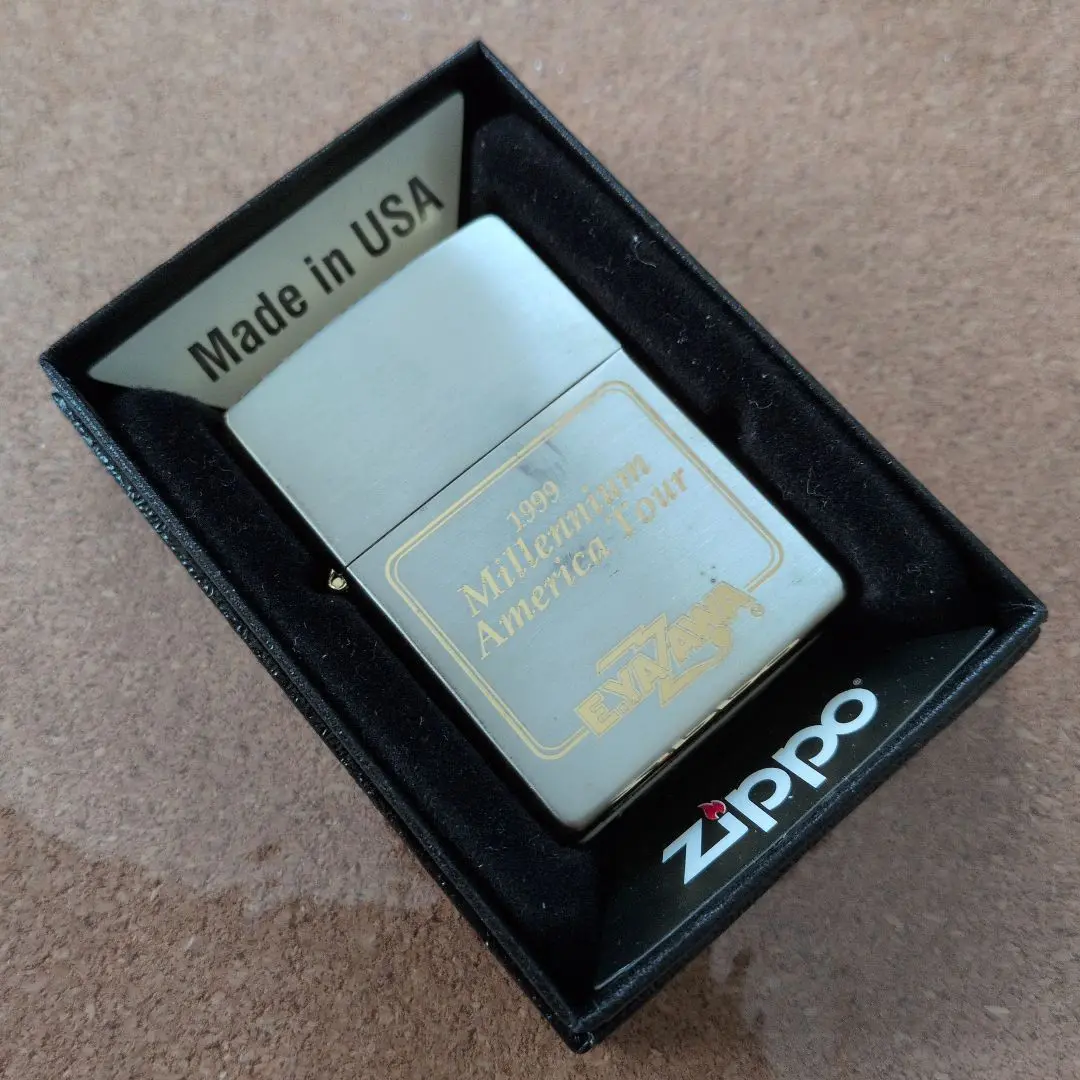 Made in USA
1999
Millennium
America Tour
E.YAZAWA®
zippo®